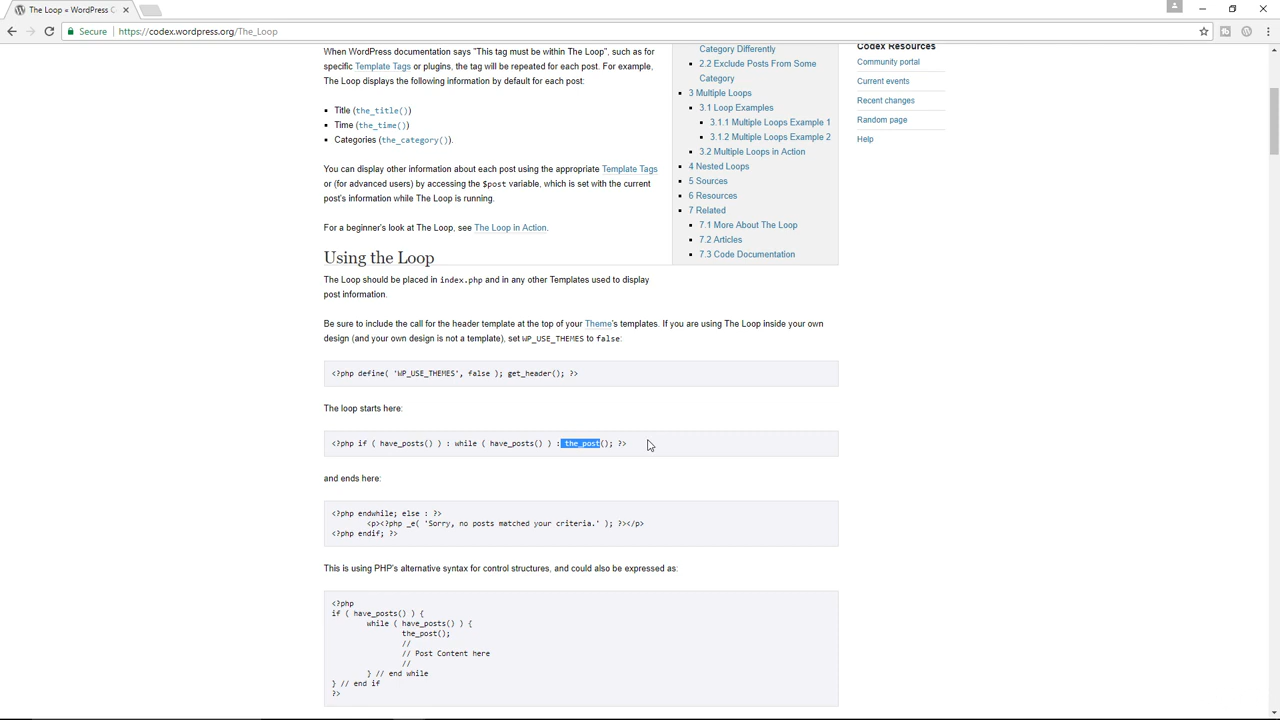 The Loop « WordPress C
Secure
https://codex.wordpress.org/The_Loop
When WordPress documentation says "This tag must be within The Loop", such as for
specific Template Tags or plugins, the tag will be repeated for each post. For example,
The Loop displays the following information by default for each post:
Title (the_title())
Time (the_time())
Categories (the_category()).
You can display other information about each post using the appropriate Template Tags
or (for advanced users) by accessing the $post variable, which is set with the current
post's information while The Loop is running.
For a beginner's look at The Loop, see The Loop in Action.
Category Differently
2.2 Exclude Posts From Some
Category
3 Multiple Loops
3.1 Loop Examples
3.1.1 Multiple Loops Example 1
3.1.2 Multiple Loops Example 2
3.2 Multiple Loops in Action
4 Nested Loops
5 Sources
6 Resources
7 Related
7.1 More About The Loop
7.2 Articles
7.3 Code Documentation
Codex Resources
Community portal
Current events
Recent changes
Random page
Help
Using the Loop
The Loop should be placed in index.php and in any other Templates used to display
post information.
Be sure to include the call for the header template at the top of your Theme's templates. If you are using The Loop inside your own
design (and your own design is not a template), set WP_USE_THEMES to false:
<?php define( 'WP_USE_THEMES', false ); get_header(); ?>
The loop starts here:
<?php if ( have_posts() ) : while ( have_posts() ) : the_post(); ?>
and ends here:
<?php endwhile; else : ?>
<p><?php _e( 'Sorry, no posts matched your criteria.' ); ?></p>
<?php endif; ?>
This is using PHP's alternative syntax for control structures, and could also be expressed as:
<?php
if ( have_posts() ) {
while ( have_posts() ) {
the_post();
//
// Post Content here
//
} // end while
} // end if
?>